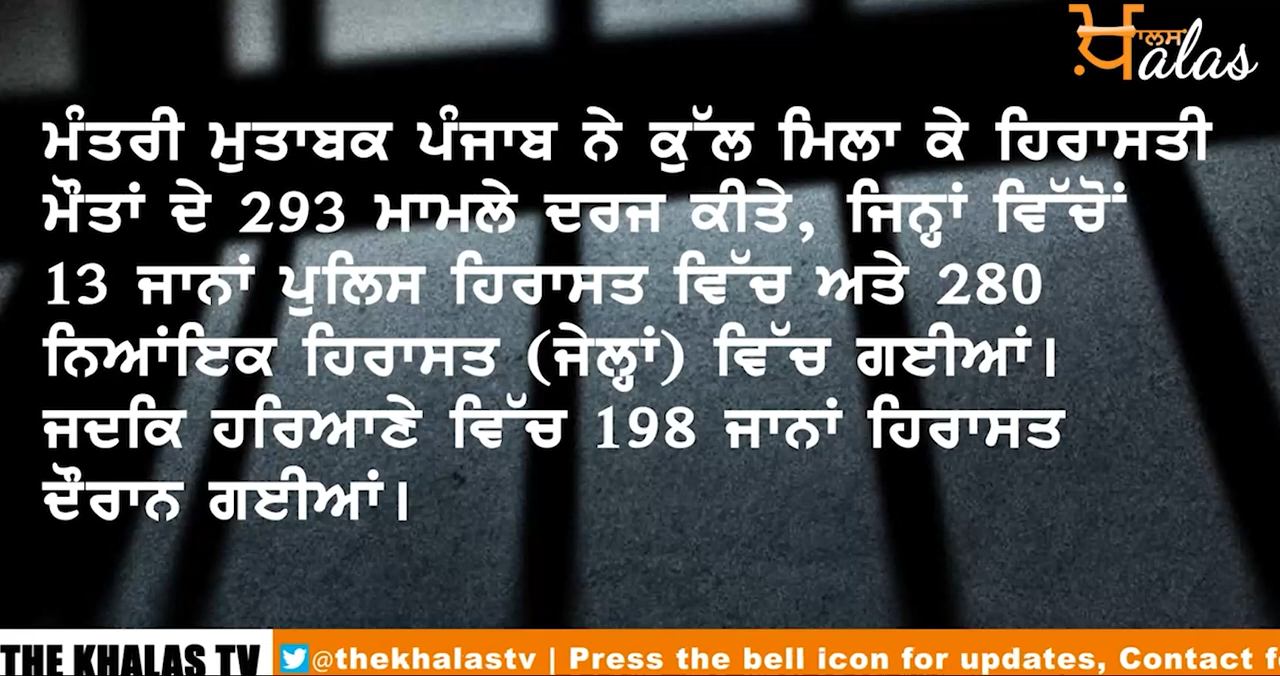 ਖ਼ਾਲਸ
alas
ਮੰਤਰੀ ਮੁਤਾਬਕ ਪੰਜਾਬ ਨੇ ਕੁੱਲ ਮਿਲਾ ਕੇ ਹਿਰਾਸਤੀ
ਮੌਤਾਂ ਦੇ 293 ਮਾਮਲੇ ਦਰਜ ਕੀਤੇ, ਜਿਨ੍ਹਾਂ ਵਿੱਚੋਂ
13 ਜਾਨਾਂ ਪੁਲਿਸ ਹਿਰਾਸਤ ਵਿੱਚ ਅਤੇ 280
ਨਿਆਂਇਕ ਹਿਰਾਸਤ (ਜੇਲ੍ਹਾਂ) ਵਿੱਚ ਗਈਆਂ।
ਜਦਕਿ ਹਰਿਆਣੇ ਵਿੱਚ 198 ਜਾਨਾਂ ਹਿਰਾਸਤ
ਦੌਰਾਨ ਗਈਆਂ।
THE KHALAS TV @thekhalastv | Press the bell icon for updates, Contact f